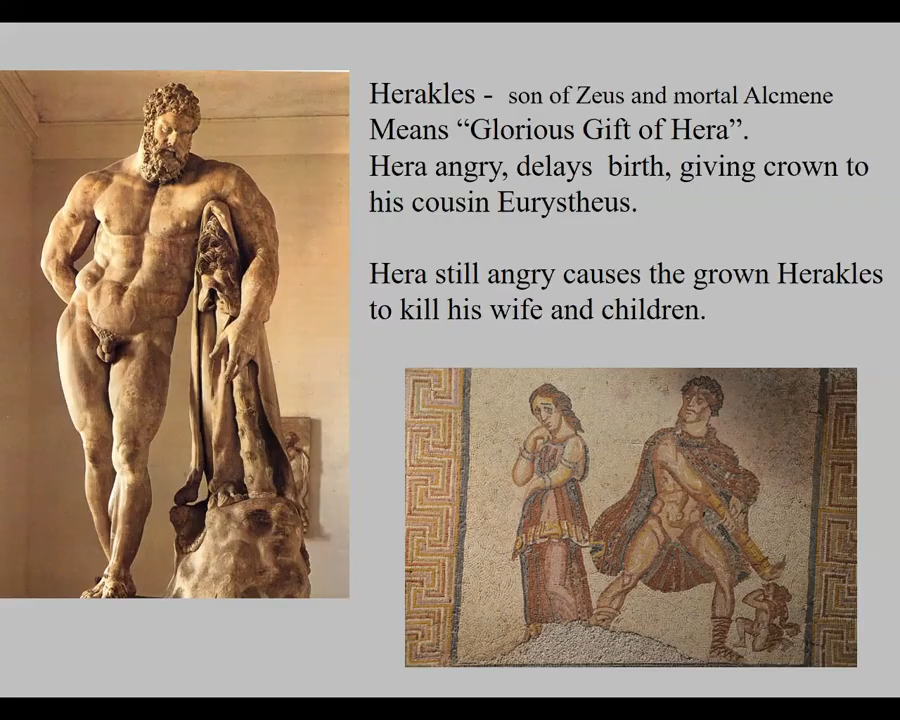 Herakles - son of Zeus and mortal Alcmene
Means “Glorious Gift of Hera”.
Hera angry, delays birth, giving crown to
his cousin Eurystheus.
Hera still angry causes the grown Herakles
to kill his wife and children.